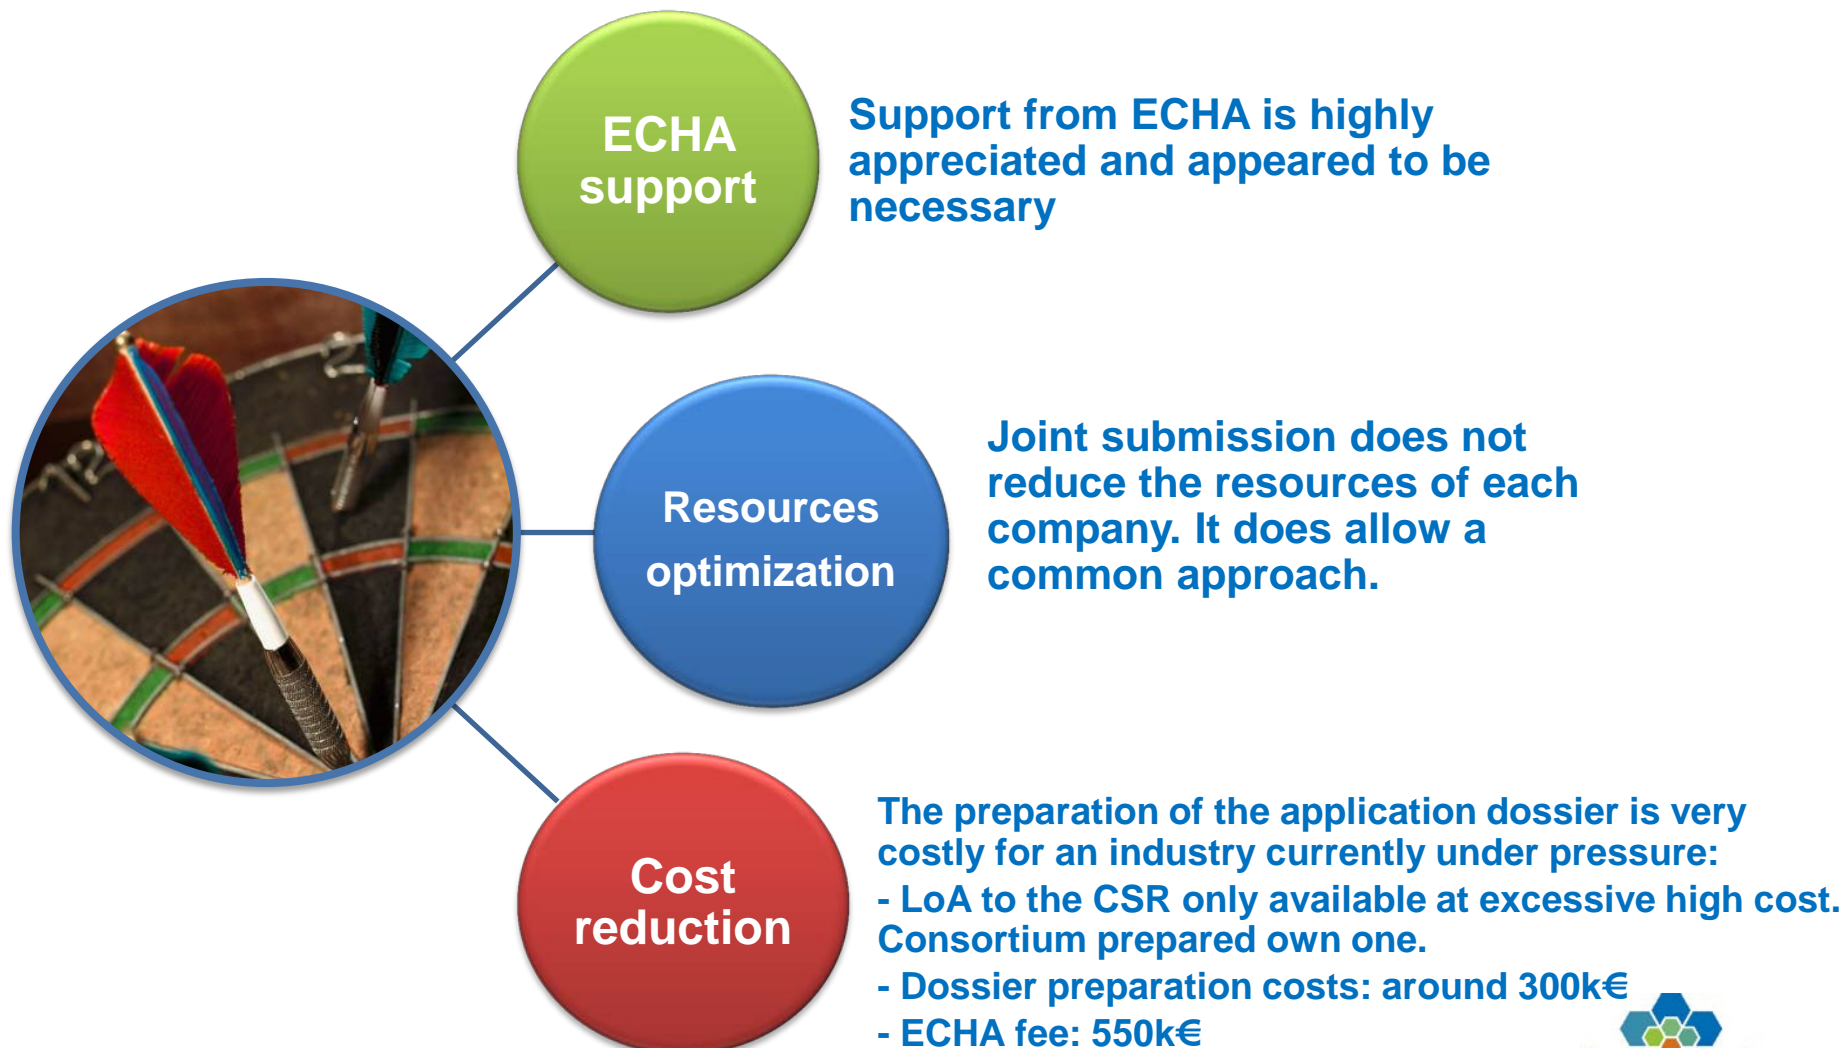 ECHA
support
Support from ECHA is highly
appreciated and appeared to be
necessary
Resources
optimization
Joint submission does not
reduce the resources of each
company. It does allow a
common approach.
Cost
reduction
The preparation of the application dossier is very
costly for an industry currently under pressure:
- LoA to the CSR only available at excessive high cost.
Consortium prepared own one.
- Dossier preparation costs: around 300k€
- ECHA fee: 550k€